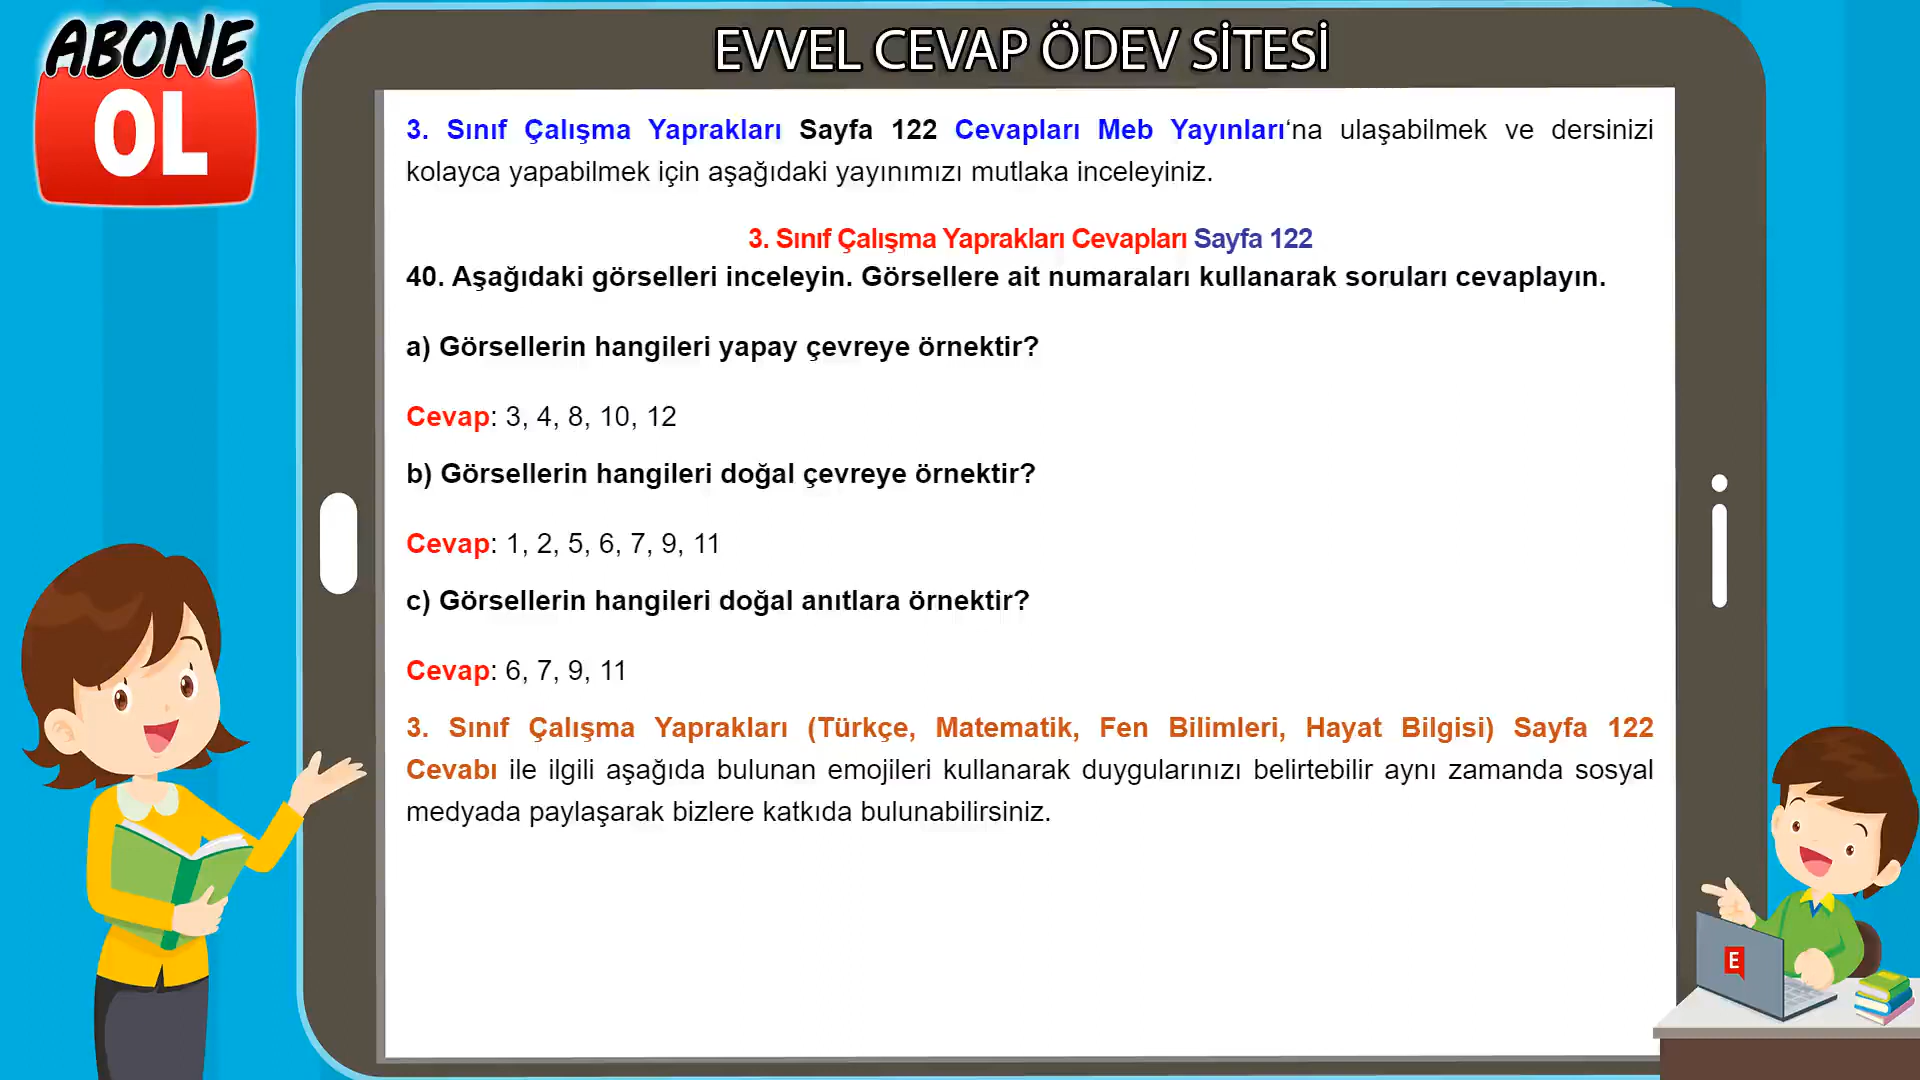 ABONE
OL
EVVEL CEVAP ÖDEV SİTESİ
3. Sınıf Çalışma Yaprakları Sayfa 122 Cevapları Meb Yayınları‘na ulaşabilmek ve dersinizi
kolayca yapabilmek için aşağıdaki yayınımızı mutlaka inceleyiniz.
3. Sınıf Çalışma Yaprakları Cevapları Sayfa 122
40. Aşağıdaki görselleri inceleyin. Görsellere ait numaraları kullanarak soruları cevaplayın.
a) Görsellerin hangileri yapay çevreye örnektir?
Cevap: 3, 4, 8, 10, 12
b) Görsellerin hangileri doğal çevreye örnektir?
Cevap: 1, 2, 5, 6, 7, 9, 11
c) Görsellerin hangileri doğal anıtlara örnektir?
Cevap: 6, 7, 9, 11
3. Sınıf Çalışma Yaprakları (Türkçe, Matematik, Fen Bilimleri, Hayat Bilgisi) Sayfa 122
Cevabı ile ilgili aşağıda bulunan emojileri kullanarak duygularınızı belirtebilir aynı zamanda sosyal
medyada paylaşarak bizlere katkıda bulunabilirsiniz.
E